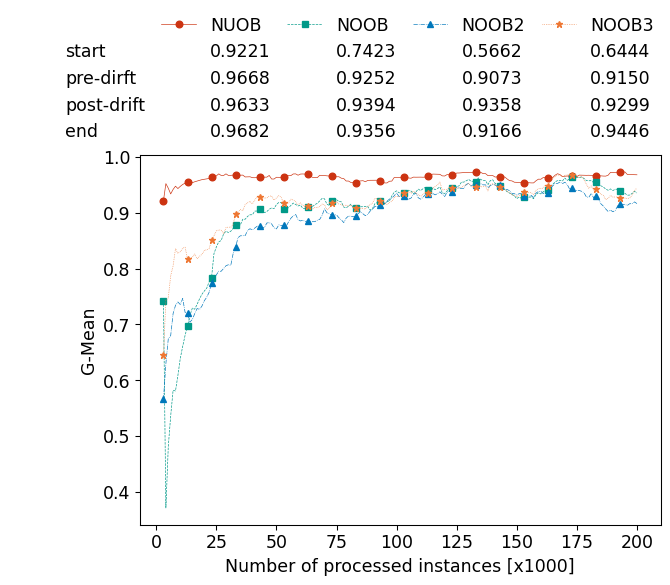 NUOB NOOB NOOB2 NOOB3
start 0.9221 0.7423 0.5662 0.6444
pre-dirft 0.9668 0.9252 0.9073 0.9150
post-drift 0.9633 0.9394 0.9358 0.9299
end 0.9682 0.9356 0.9166 0.9446
1.0
0.9
0.8
0.7
0.6
0.5
0.4
G-Mean
0 25 50 75 100 125 150 175 200
Number of processed instances [x1000]